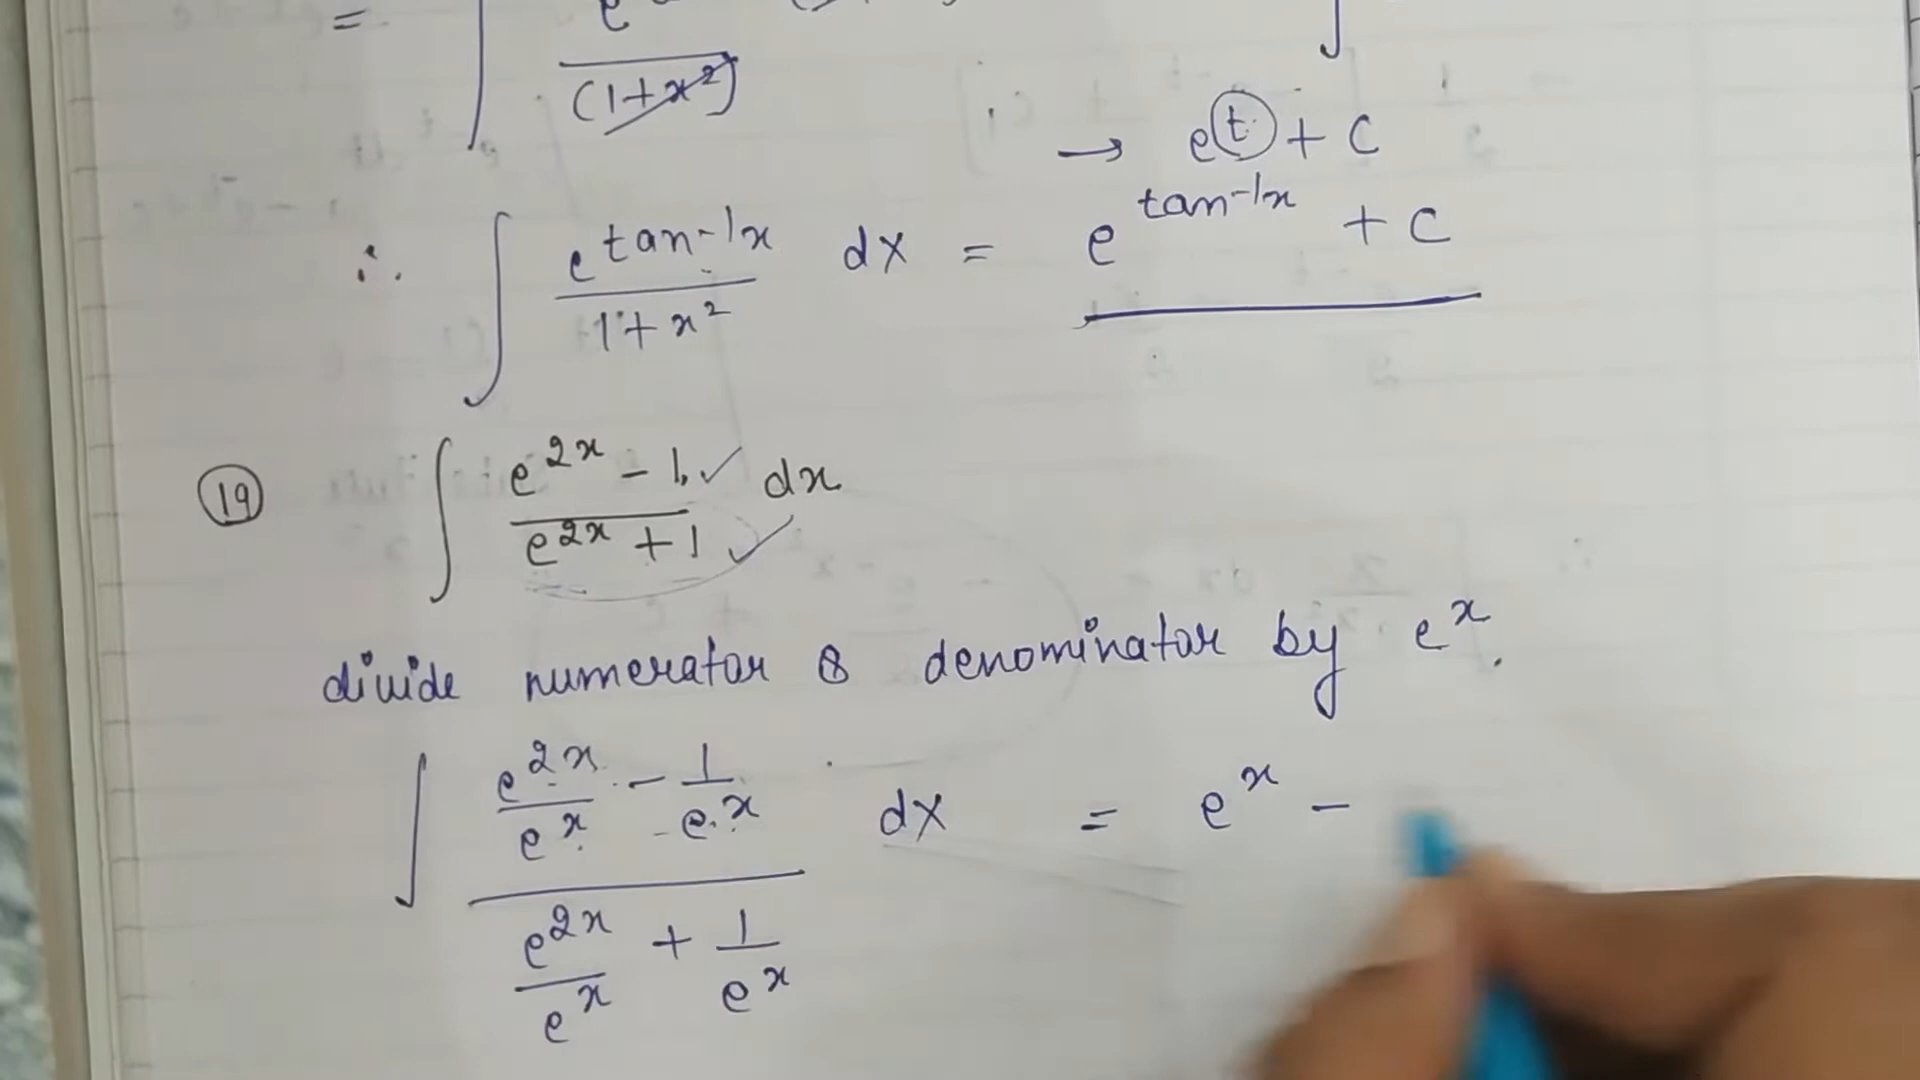 = ∫ e / (1+x²)
→ e^t + c
∴ ∫ e^tan-1x / 1+x² dx = e^tan-1x + c
(19) ∫ e^2x - 1 / e^2x + 1 dx
divide numerator & denominator by e^x.
∫ (e^2x / e^x - 1 / e^x) / (e^2x / e^x + 1 / e^x) dx = e^x -